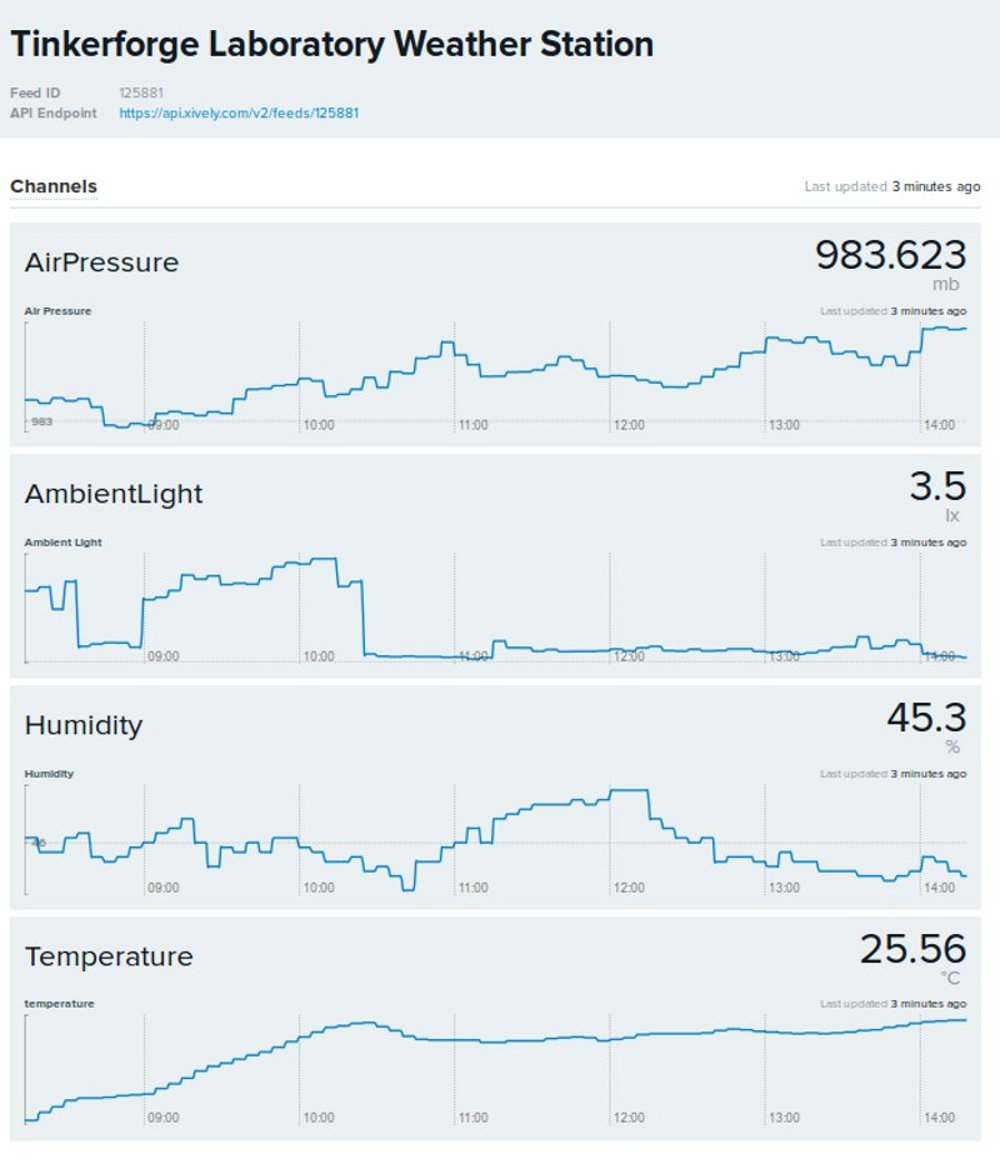 Tinkerforge Laboratory Weather Station
Feed ID 125881
API Endpoint https://api.xively.com/v2/feeds/125881
Channels Last updated 3 minutes ago
AirPressure 983.623
mb
Air Pressure Last updated 3 minutes ago
983
09:00 10:00 11:00 12:00 13:00 14:00
AmbientLight 3.5
lx
Ambient Light Last updated 3 minutes ago
09:00 10:00 11:00 12:00 13:00 14:00
Humidity 45.3
%
Humidity Last updated 3 minutes ago
46
09:00 10:00 11:00 12:00 13:00 14:00
Temperature 25.56
°C
temperature Last updated 3 minutes ago
09:00 10:00 11:00 12:00 13:00 14:00